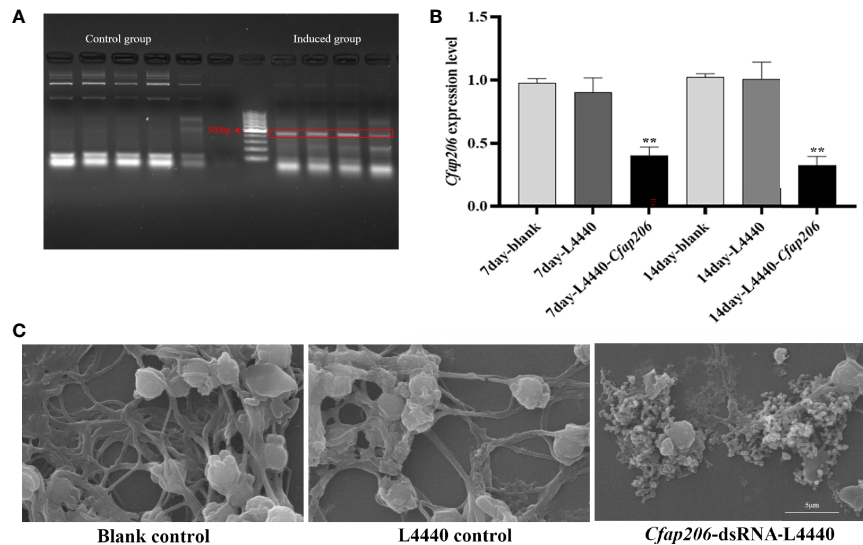 A
Control group
Induced group
B
Cfap206 expression level
1.5
1.0
0.5
0.0
7day-blank
7day-L4440
7day-L4440-Cfap206
14day-blank
14day-L4440
14day-L4440-Cfap206
**
**
C
5μm
Blank control
L4440 control
Cfap206-dsRNA-L4440